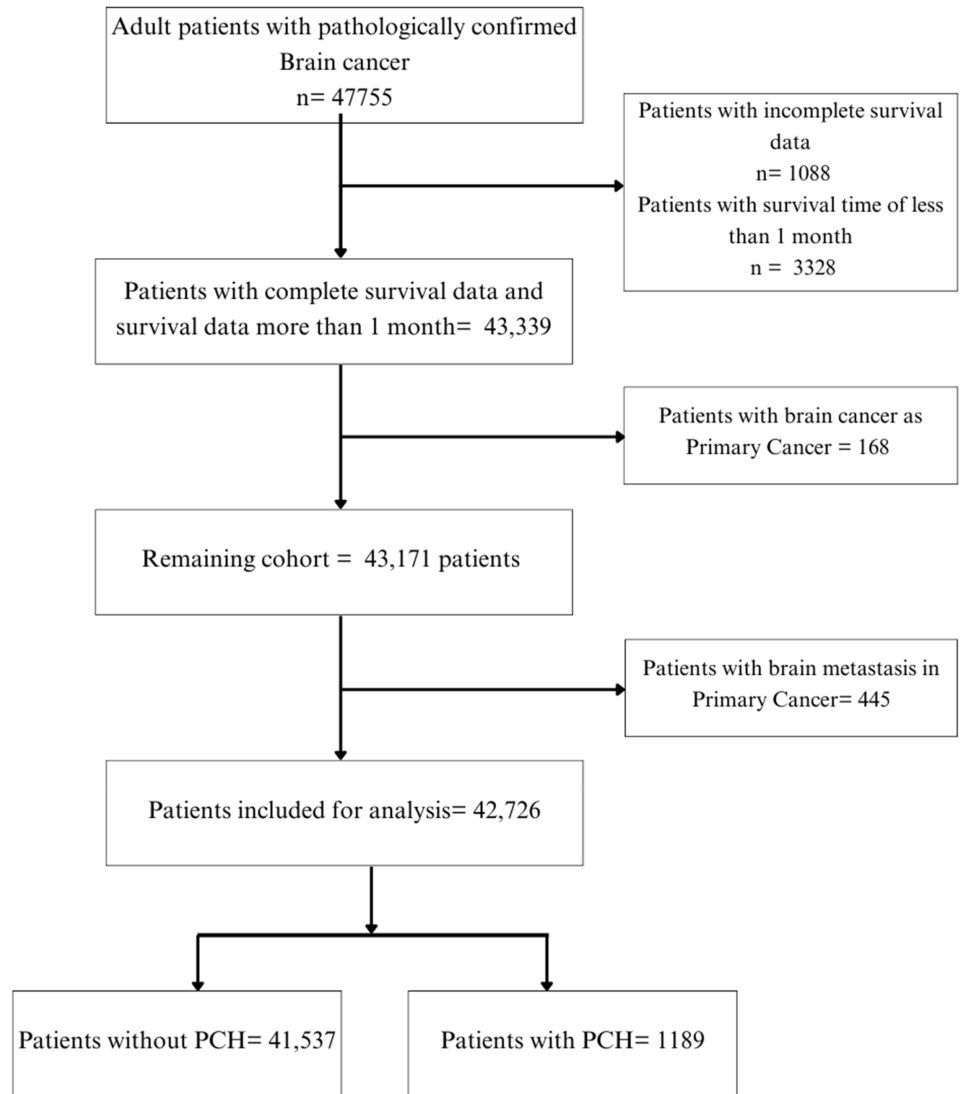 Adult patients with pathologically confirmed
Brain cancer
n= 47755
Patients with incomplete survival
data
n= 1088
Patients with survival time of less
than 1 month
n = 3328
Patients with complete survival data and
survival data more than 1 month= 43,339
Patients with brain cancer as
Primary Cancer = 168
Remaining cohort = 43,171 patients
Patients with brain metastasis in
Primary Cancer= 445
Patients included for analysis= 42,726
Patients without PCH= 41,537
Patients with PCH= 1189